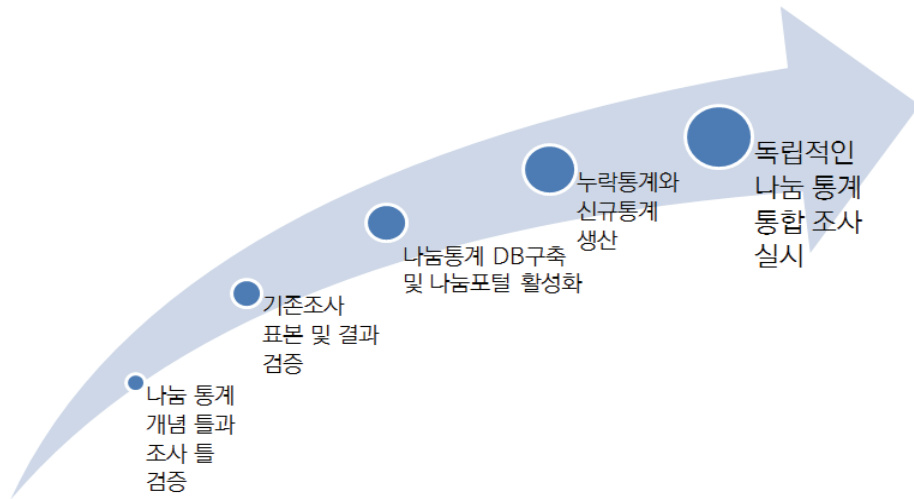 나눔 통계
개념 틀과
조사 틀
검증
기존조사
표본 및 결과
검증
나눔통계 DB구축
및 나눔포털 활성화
누락통계와
신규통계
생산
독립적인
나눔 통계
통합 조사
실시